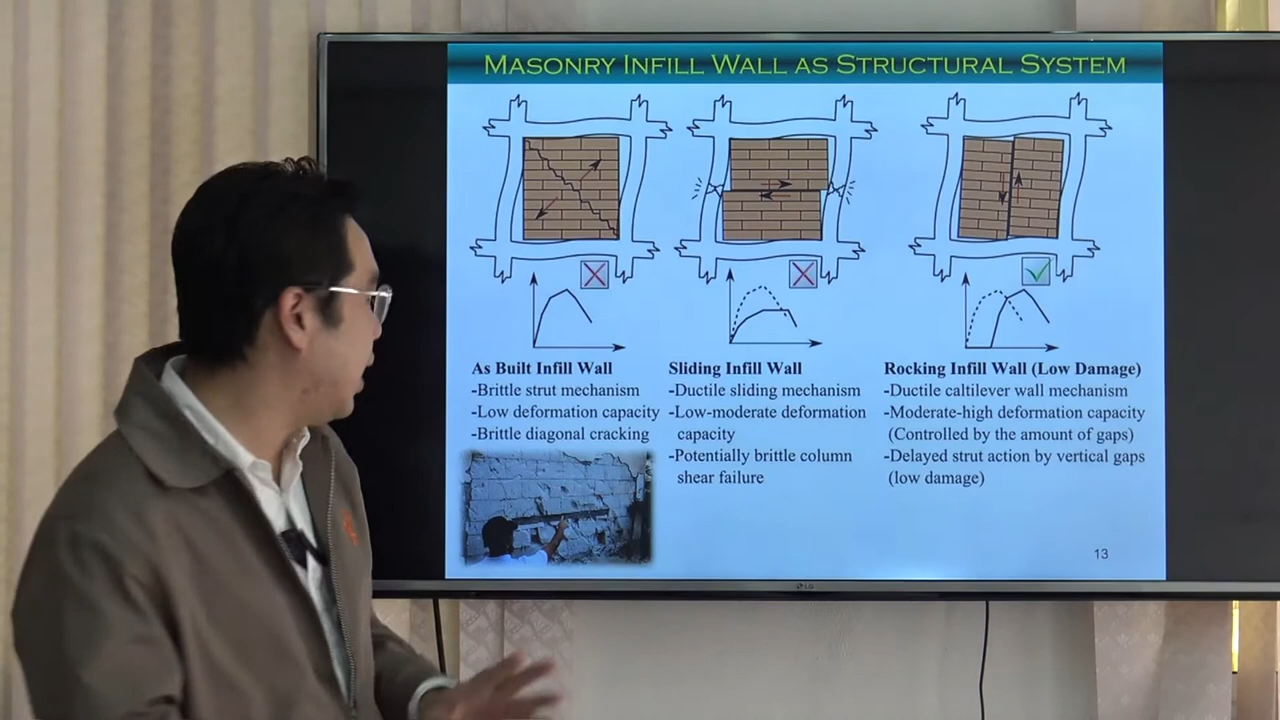 MASONRY INFILL WALL AS STRUCTURAL SYSTEM
As Built Infill Wall
-Brittle strut mechanism
-Low deformation capacity
-Brittle diagonal cracking
Sliding Infill Wall
-Ductile sliding mechanism
-Low-moderate deformation
capacity
-Potentially brittle column
shear failure
Rocking Infill Wall (Low Damage)
-Ductile caltilever wall mechanism
-Moderate-high deformation capacity
(Controlled by the amount of gaps)
-Delayed strut action by vertical gaps
(low damage)
13
LG